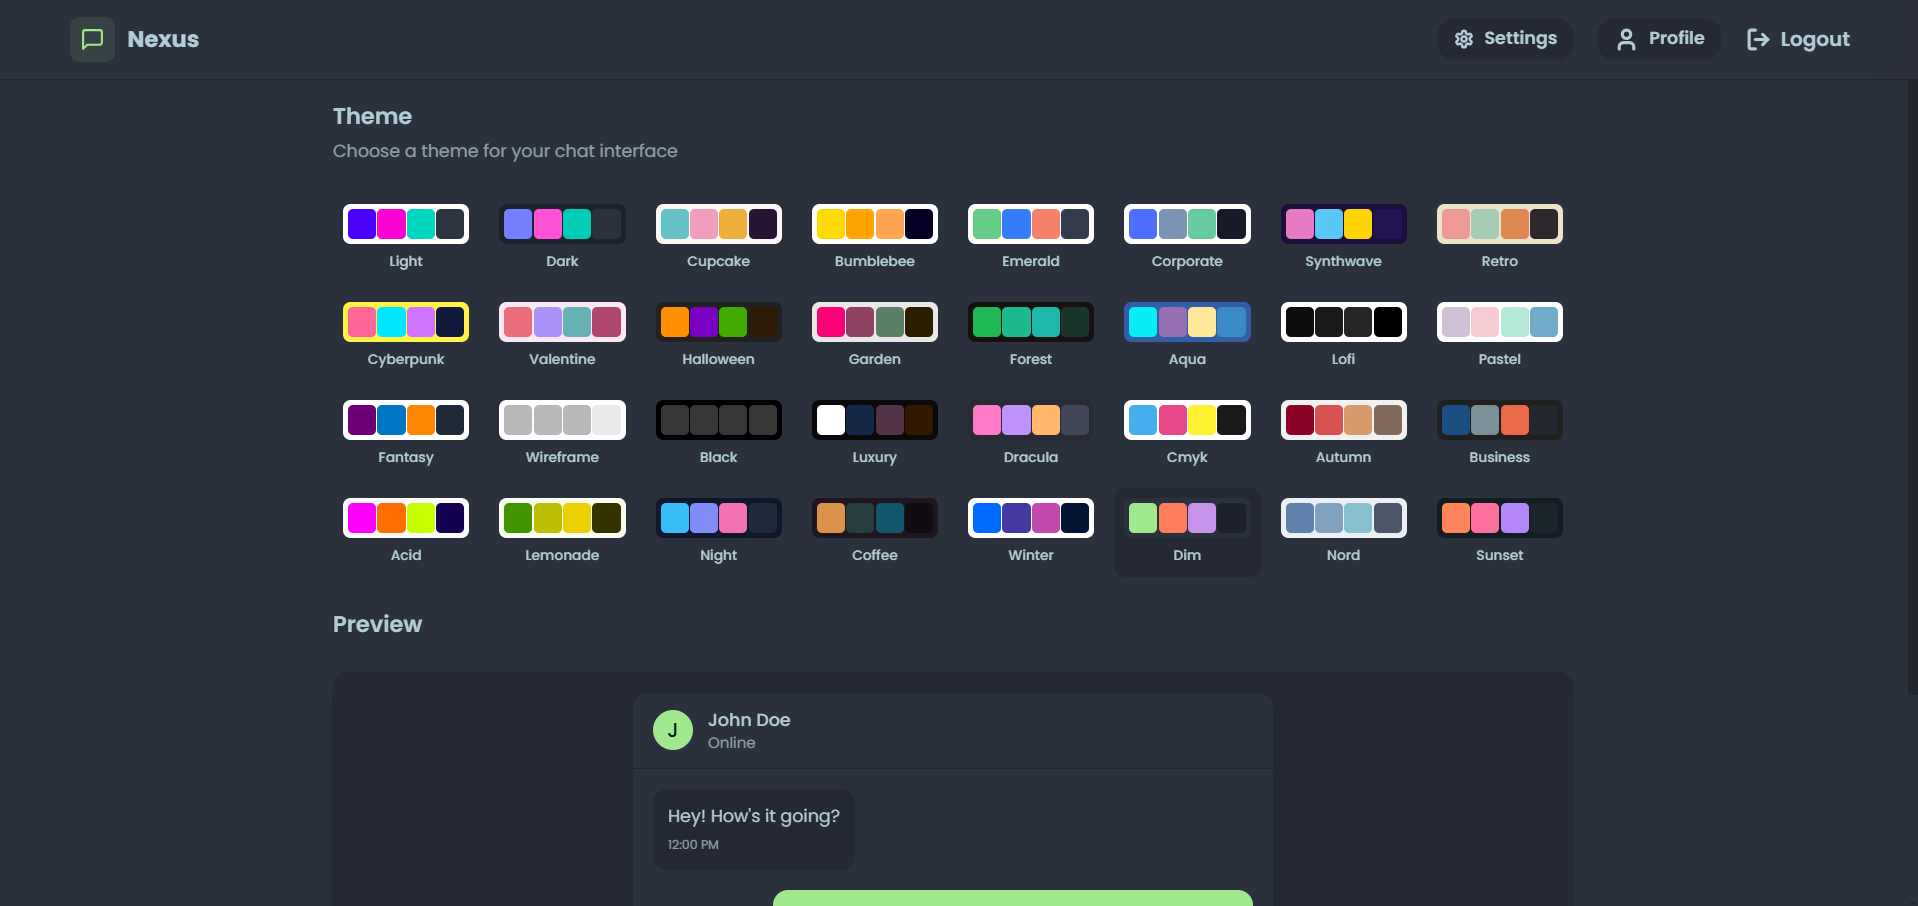 Nexus
Settings
Profile
Logout
Theme
Choose a theme for your chat interface
Light
Dark
Cupcake
Bumblebee
Emerald
Corporate
Synthwave
Retro
Cyberpunk
Valentine
Halloween
Garden
Forest
Aqua
Lofi
Pastel
Fantasy
Wireframe
Black
Luxury
Dracula
Cmyk
Autumn
Business
Acid
Lemonade
Night
Coffee
Winter
Dim
Nord
Sunset
Preview
J
John Doe
Online
Hey! How's it going?
12:00 PM